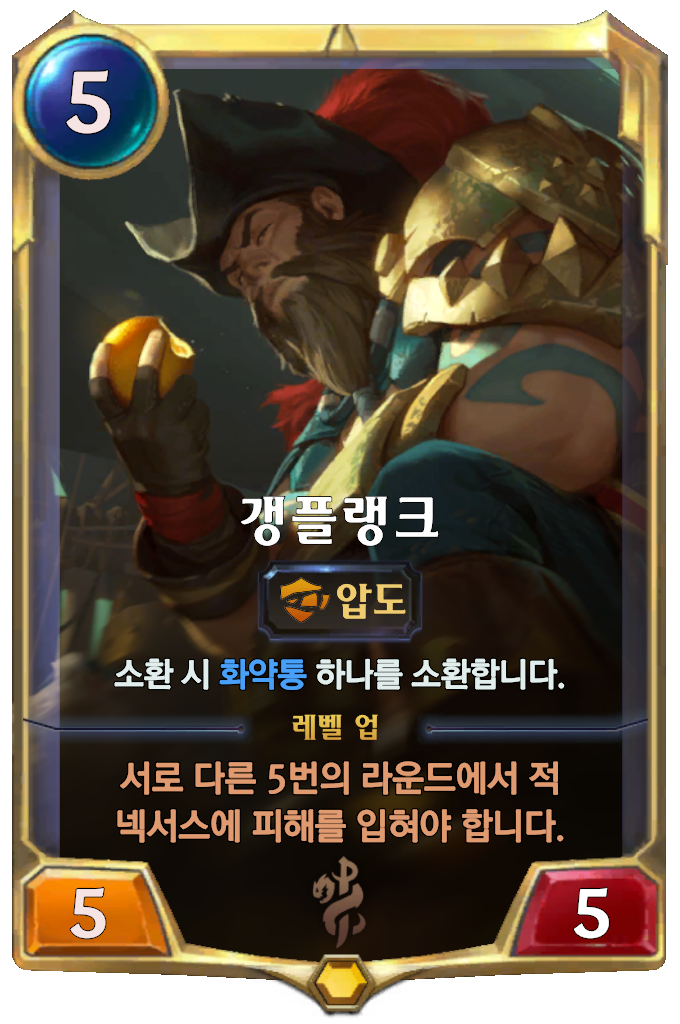 5
갱플랭크
압도
소환 시 화약통 하나를 소환합니다.
레벨 업
서로 다른 5번의 라운드에서 적
넥서스에 피해를 입혀야 합니다.
5
5